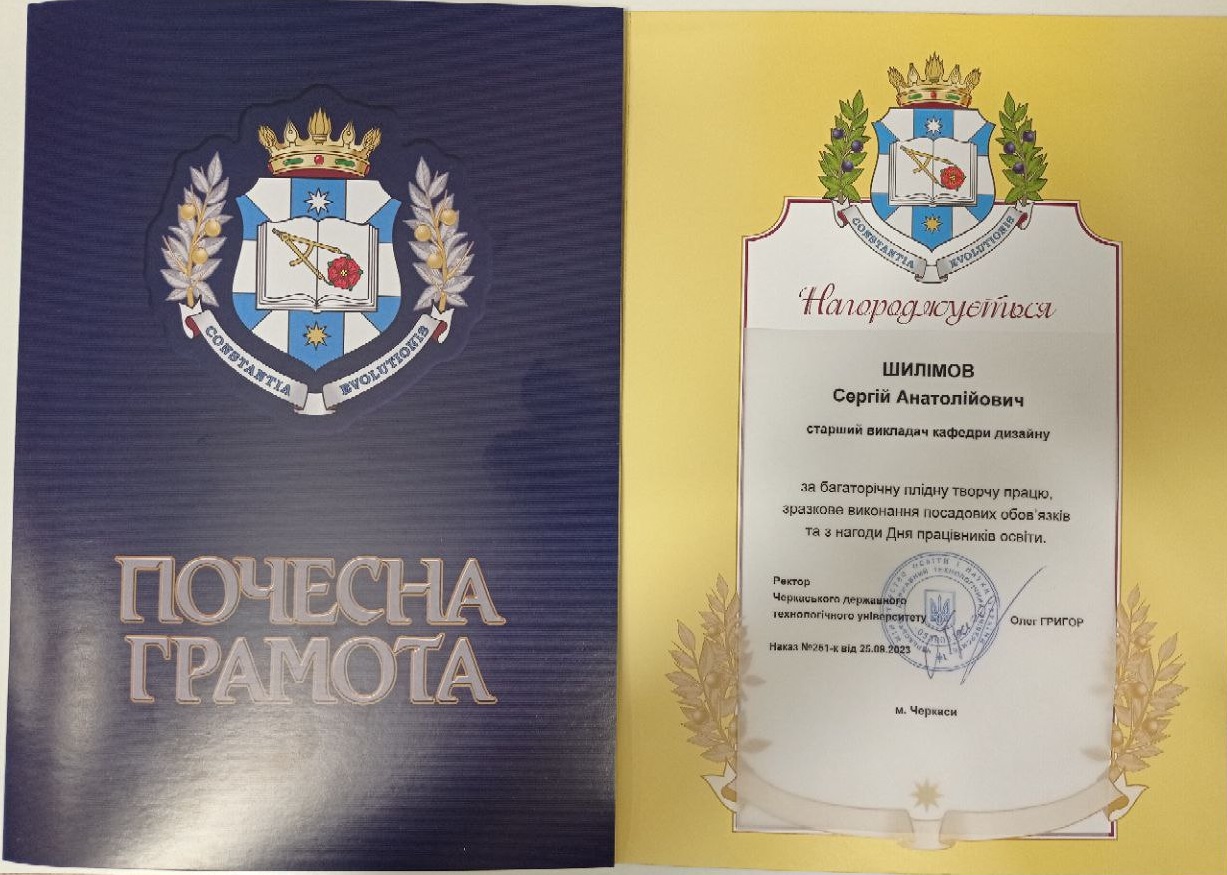 CONSTANTIA EVOLUTIONIS
ПОЧЕСНА
ГРАМОТА
CONSTANTIA EVOLUTIONIS
Нагороджується
ШИЛІМОВ
Сергій Анатолійович
старший викладач кафедри дизайну
за багаторічну плідну творчу працю,
зразкове виконання посадових обов'язків
та з нагоди Дня працівників освіти.
Ректор
Черкаського державного
технологічного університету
Олег ГРИГОР
Наказ №281-к від 25.09.2023
м. Черкаси